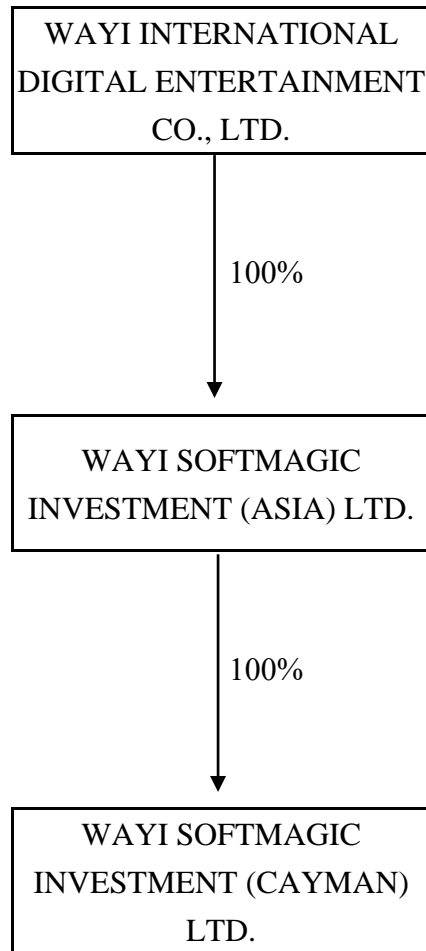 WAYI INTERNATIONAL
DIGITAL ENTERTAINMENT
CO., LTD.
100%
WAYI SOFTMAGIC
INVESTMENT (ASIA) LTD.
100%
WAYI SOFTMAGIC
INVESTMENT (CAYMAN)
LTD.